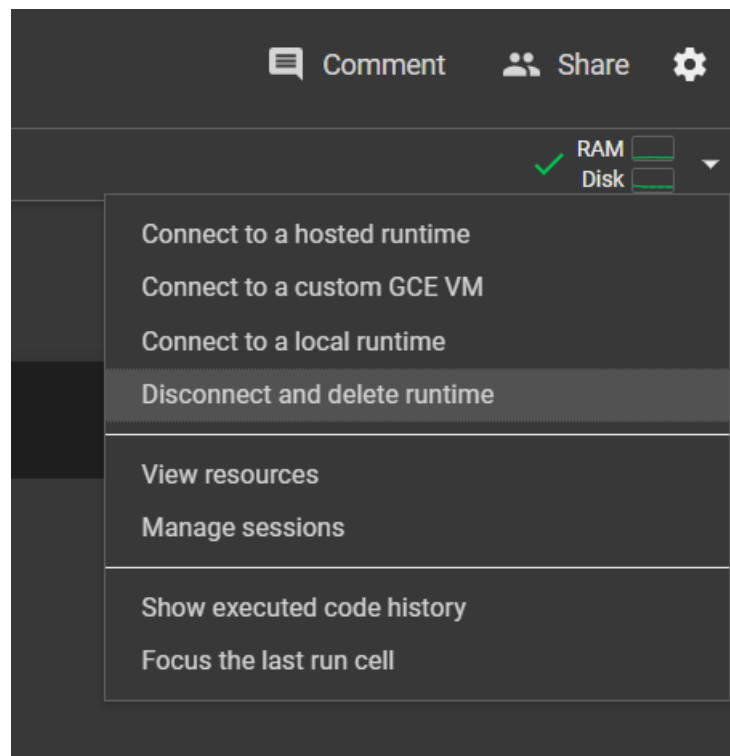 Comment
Share
RAM
Disk
Connect to a hosted runtime
Connect to a custom GCE VM
Connect to a local runtime
Disconnect and delete runtime
View resources
Manage sessions
Show executed code history
Focus the last run cell